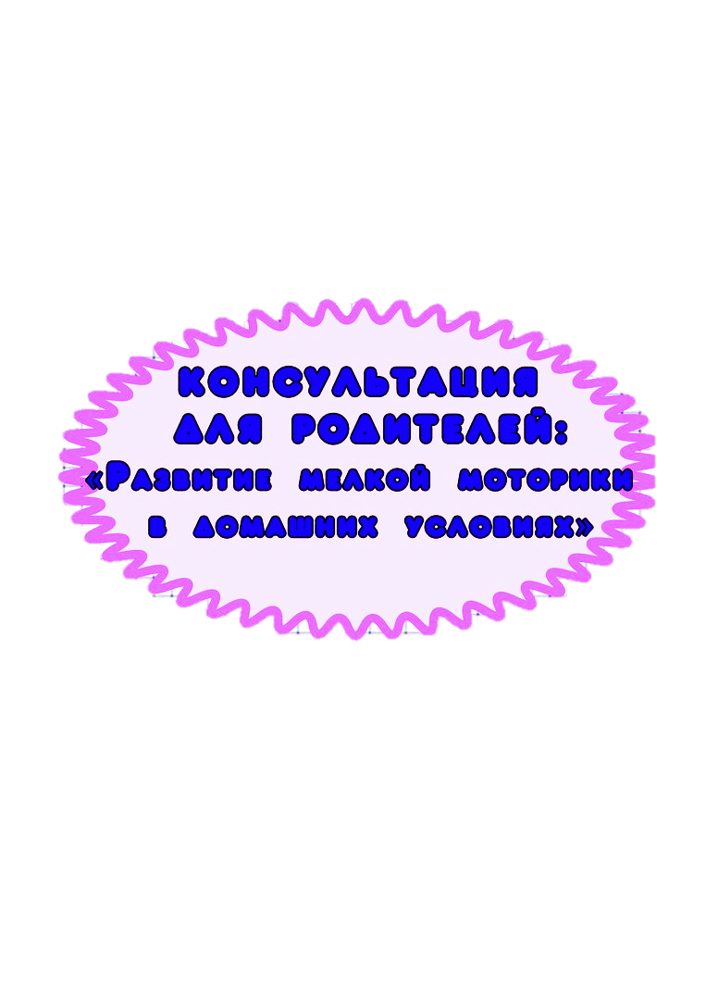 КОНСУЛЬТАЦИЯ
ДЛЯ РОДИТЕЛЕЙ:
«Развитие мелкой моторики
в домашних условиях»